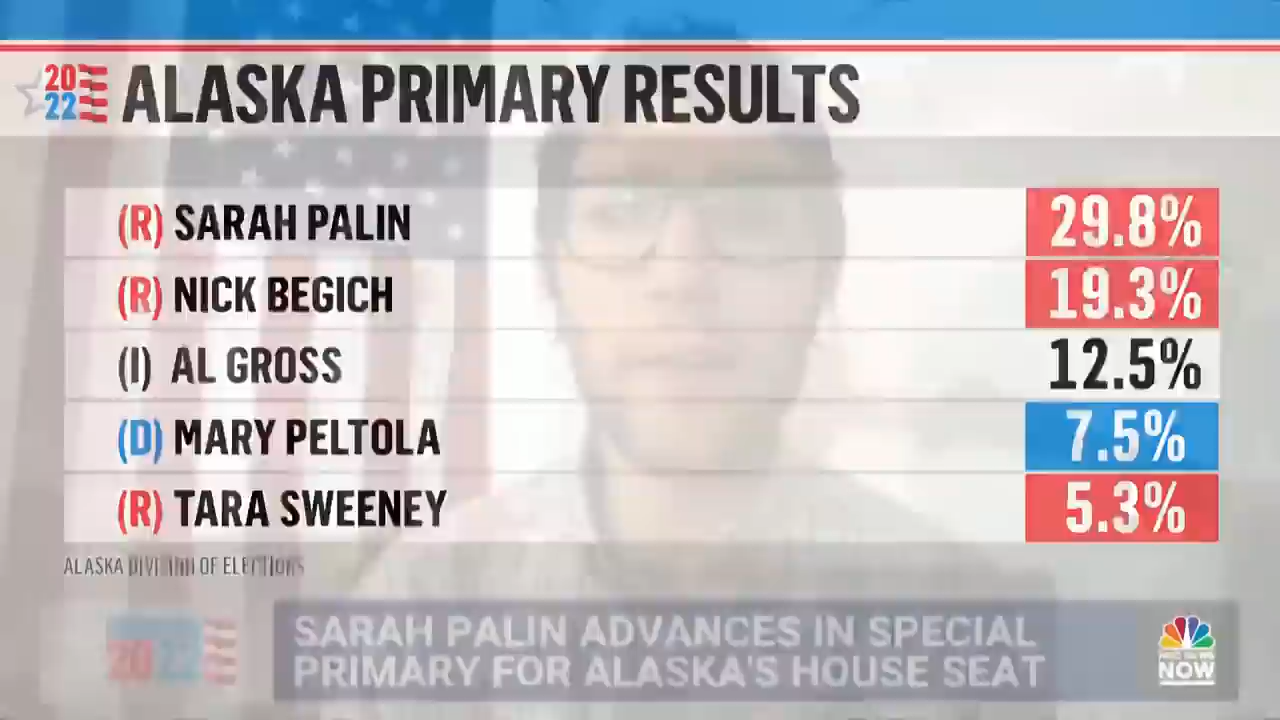 2022
ALASKA PRIMARY RESULTS
(R) SARAH PALIN 29.8%
(R) NICK BEGICH 19.3%
(I) AL GROSS 12.5%
(D) MARY PELTOLA 7.5%
(R) TARA SWEENEY 5.3%
ALASKA DIVISION OF ELECTIONS
2022
SARAH PALIN ADVANCES IN SPECIAL
PRIMARY FOR ALASKA'S HOUSE SEAT
NOW